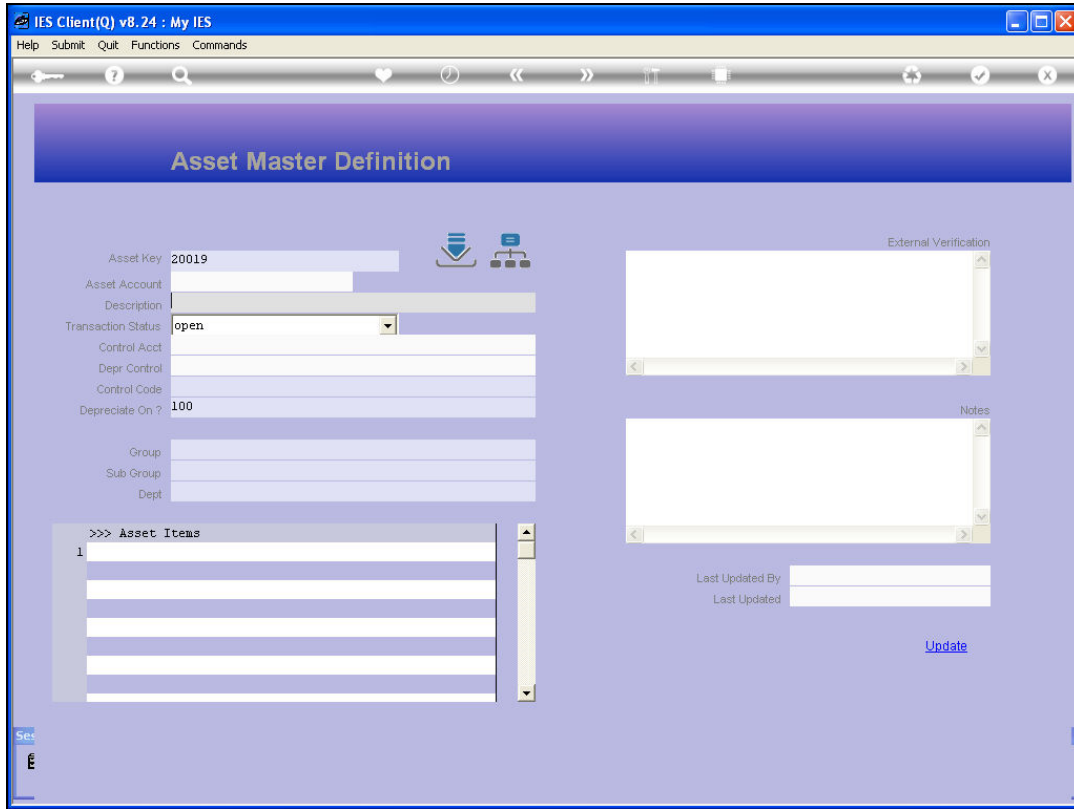 IES Client(Q) v8.24 : My IES
Help Submit Quit Functions Commands
Asset Master Definition
Asset Key 20019
Asset Account
Description
Transaction Status open
Control Acct
Depr Control
Control Code
Depreciate On ? 100
Group
Sub Group
Dept
>>> Asset Items
1
External Verification
Notes
Last Updated By
Last Updated
Update
Ses